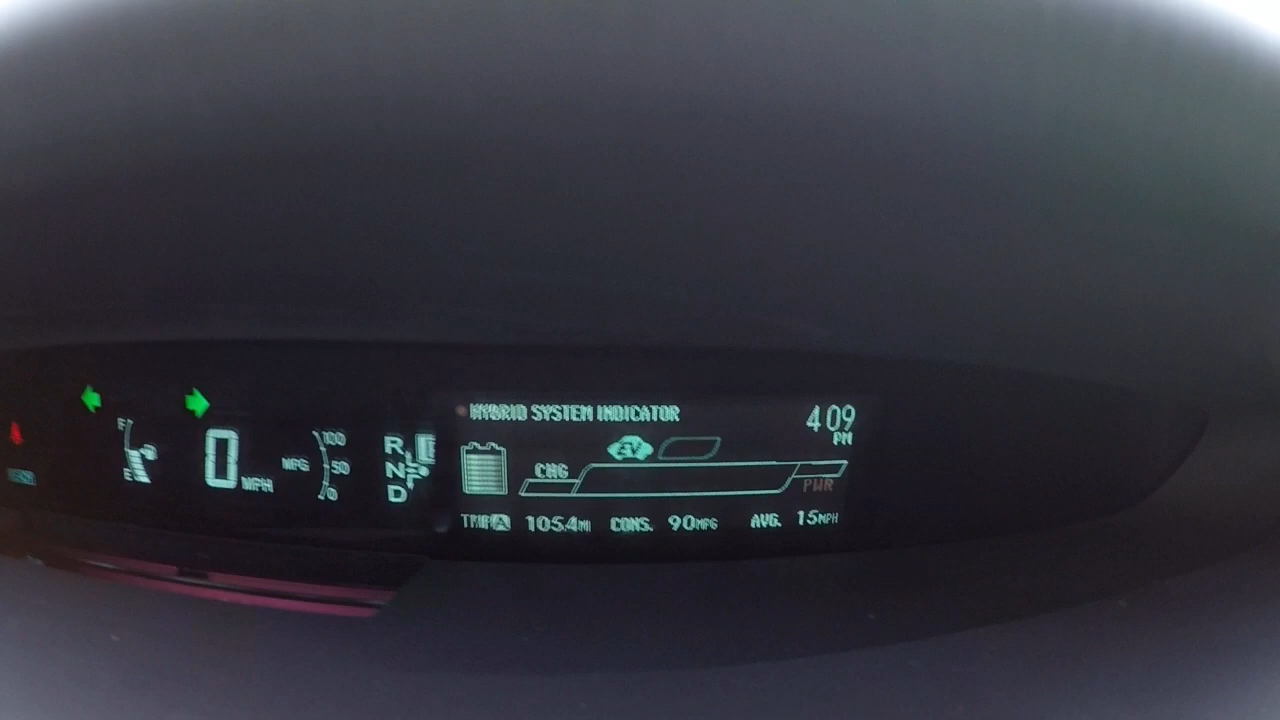 HYBRID SYSTEM INDICATOR 4:09
PM
F
100
EV
R
MPG 50
CHG
N
E 0 MPH
PWR
0
D
TRIP A 105.4MI CONS. 90MPG AVG. 15MPH